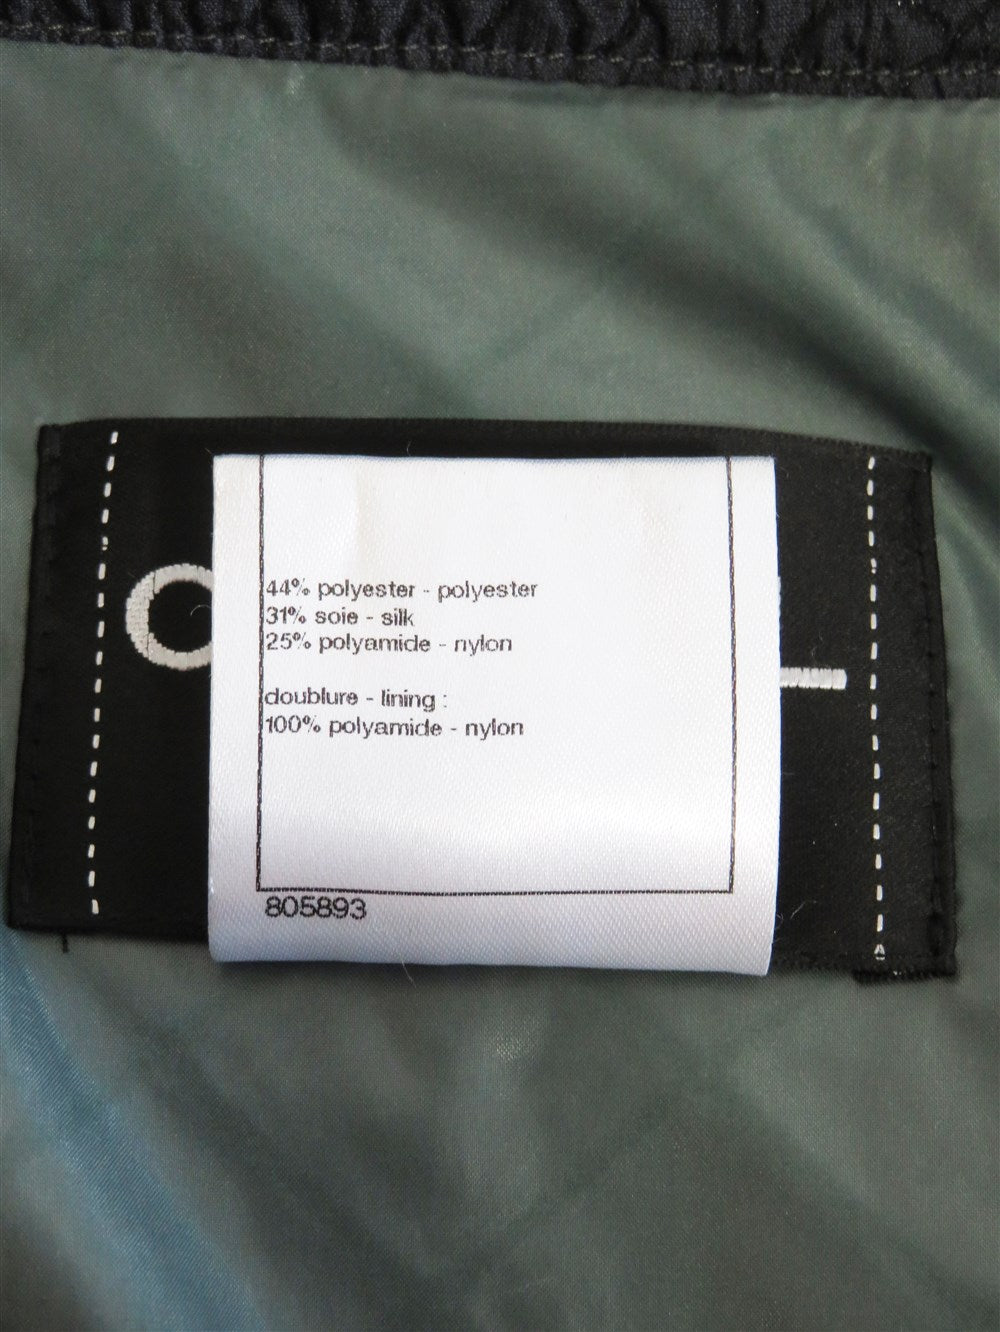 44% polyester - polyester
31% soie - silk
25% polyamide - nylon
doublure - lining :
100% polyamide - nylon
805893